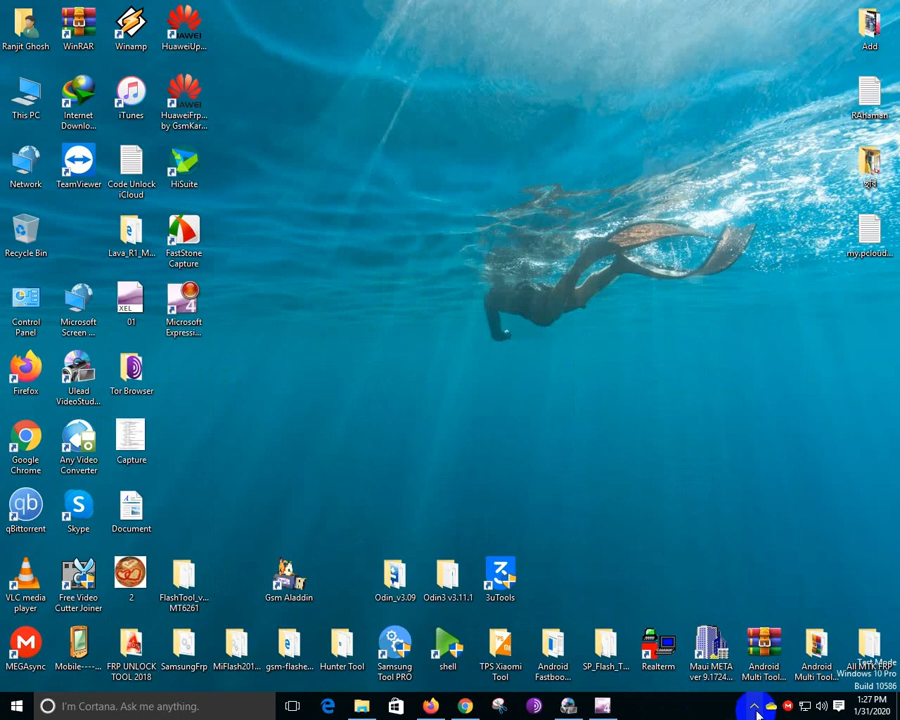 Ranjit Ghosh
WinRAR
Winamp
HuaweiUp...
Add
This PC
Internet
Downlo...
iTunes
HuaweiFrp...
by GsmKar...
RAhaman
Network
TeamViewer
Code Unlock
iCloud
HiSuite
Recycle Bin
Lava_R1_M...
FastStone
Capture
my.pcloud...
Control
Panel
Microsoft
Screen ...
XEL
01
4
Microsoft
Expressi...
Firefox
Ulead
VideoStud...
Tor Browser
Google
Chrome
Any Video
Converter
Capture
qb
qBittorrent
Skype
Document
VLC media
player
Free Video
Cutter Joiner
2
FlashTool_v...
MT6261
Gsm Aladdin
Odin_v3.09
Odin3 v3.11.1
3uTools
MEGAsync
Mobile----...
FRP UNLOCK
TOOL 2018
SamsungFrp
MiFlash201...
gsm-flashe...
Hunter Tool
Samsung
Tool PRO
shell
TPS Xiaomi
Tool
Android
Fastboo...
SP_Flash_T...
Realterm
Maui META
ver 9.1724...
Android
Multi Tool...
Android
Multi Tool...
All MTK FRP
Test Mode
Windows 10 Pro
Build 10586
I'm Cortana. Ask me anything.
1:27 PM
1/31/2020